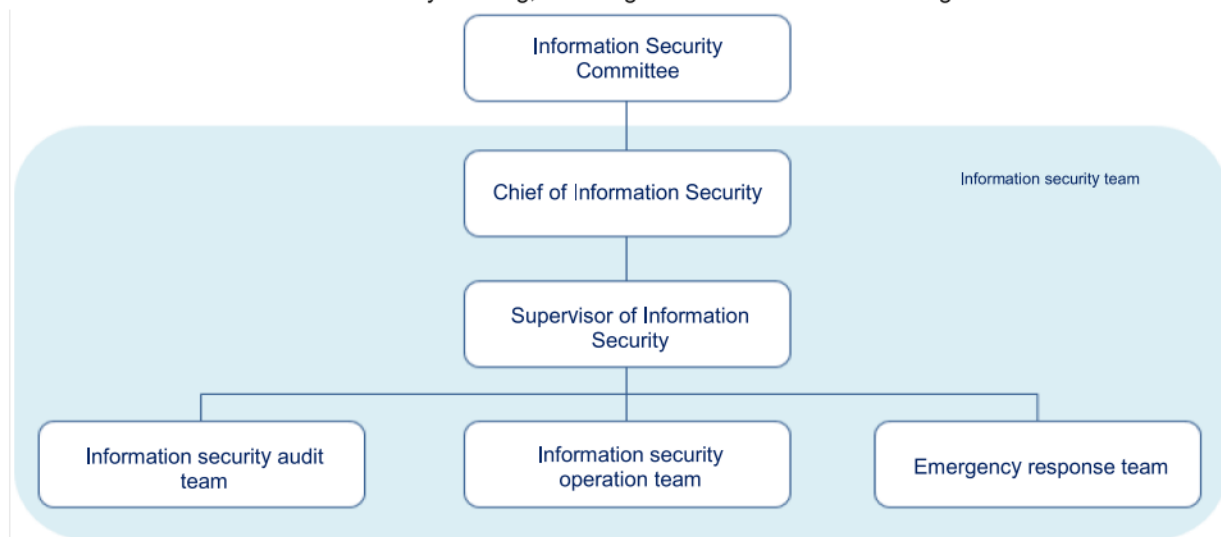 Information Security
Committee
Chief of Information Security
Information security team
Supervisor of Information
Security
Information security audit
team
Information security
operation team
Emergency response team